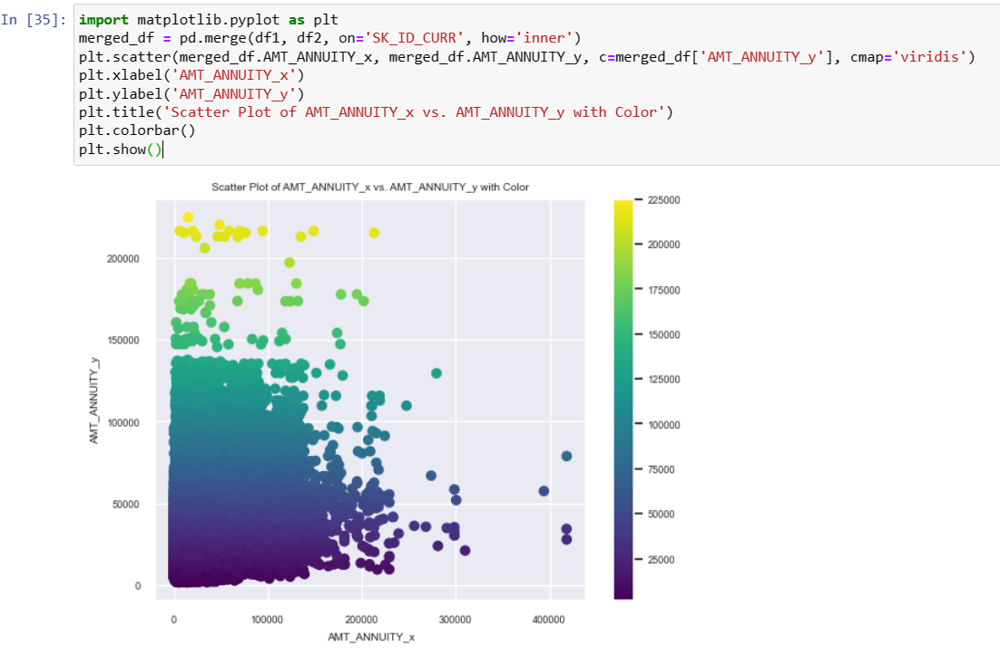 In [35]: import matplotlib.pyplot as plt
merged_df = pd.merge(df1, df2, on='SK_ID_CURR', how='inner')
plt.scatter(merged_df.AMT_ANNUITY_x, merged_df.AMT_ANNUITY_y, c=merged_df['AMT_ANNUITY_y'], cmap='viridis')
plt.xlabel('AMT_ANNUITY_x')
plt.ylabel('AMT_ANNUITY_y')
plt.title('Scatter Plot of AMT_ANNUITY_x vs. AMT_ANNUITY_y with Color')
plt.colorbar()
plt.show()
Scatter Plot of AMT_ANNUITY_x vs. AMT_ANNUITY_y with Color
AMT_ANNUITY_y
200000
150000
100000
50000
0
0 100000 200000 300000 400000
AMT_ANNUITY_x
225000
200000
175000
150000
125000
100000
75000
50000
25000